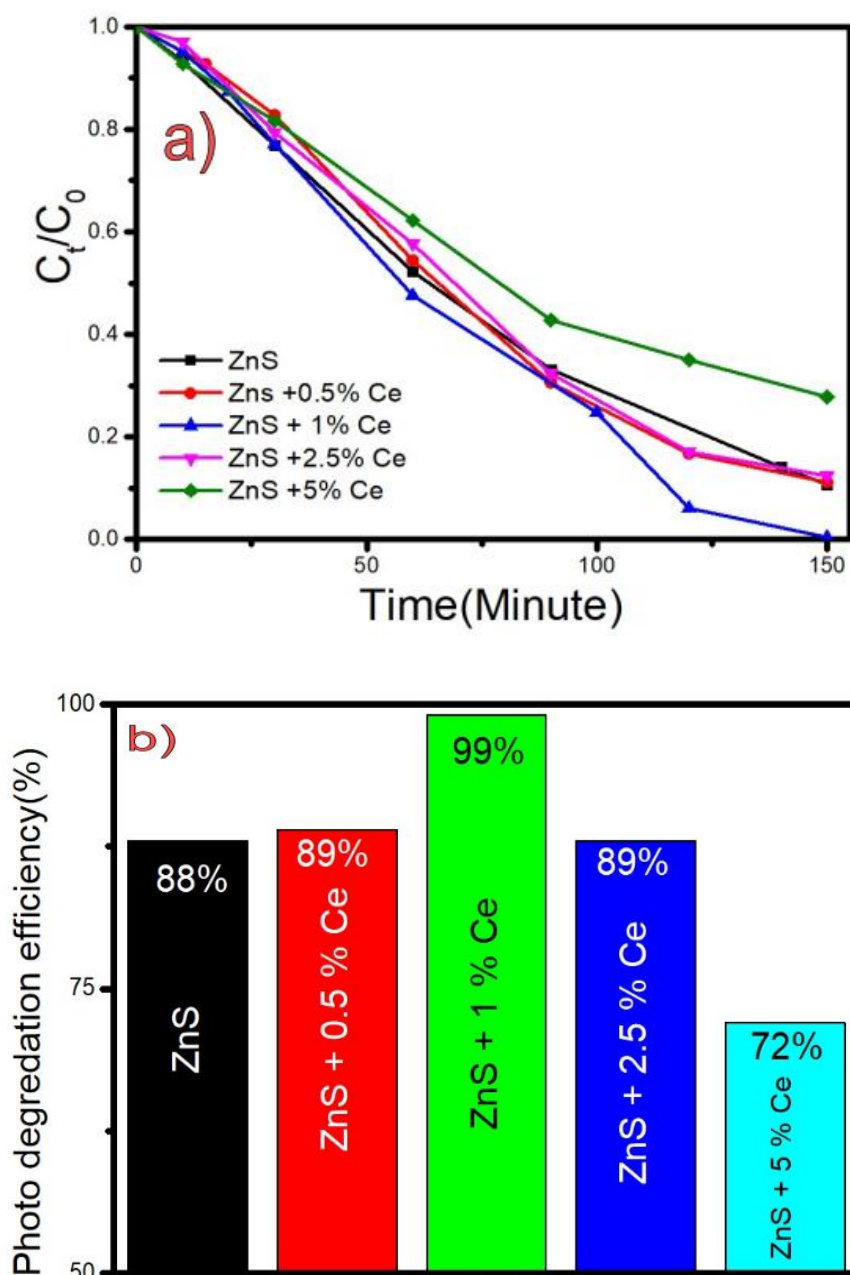 1.0
a)
0.8
0.6
0.4
0.2
0.0
Ct/C0
ZnS
Zns +0.5% Ce
ZnS + 1% Ce
ZnS +2.5% Ce
ZnS +5% Ce
0
50
100
150
Time(Minute)
100
75
50
Photo degredation efficiency(%)
b)
88%
ZnS
89%
ZnS + 0.5 % Ce
99%
ZnS + 1 % Ce
89%
ZnS + 2.5 % Ce
72%
ZnS + 5 % Ce